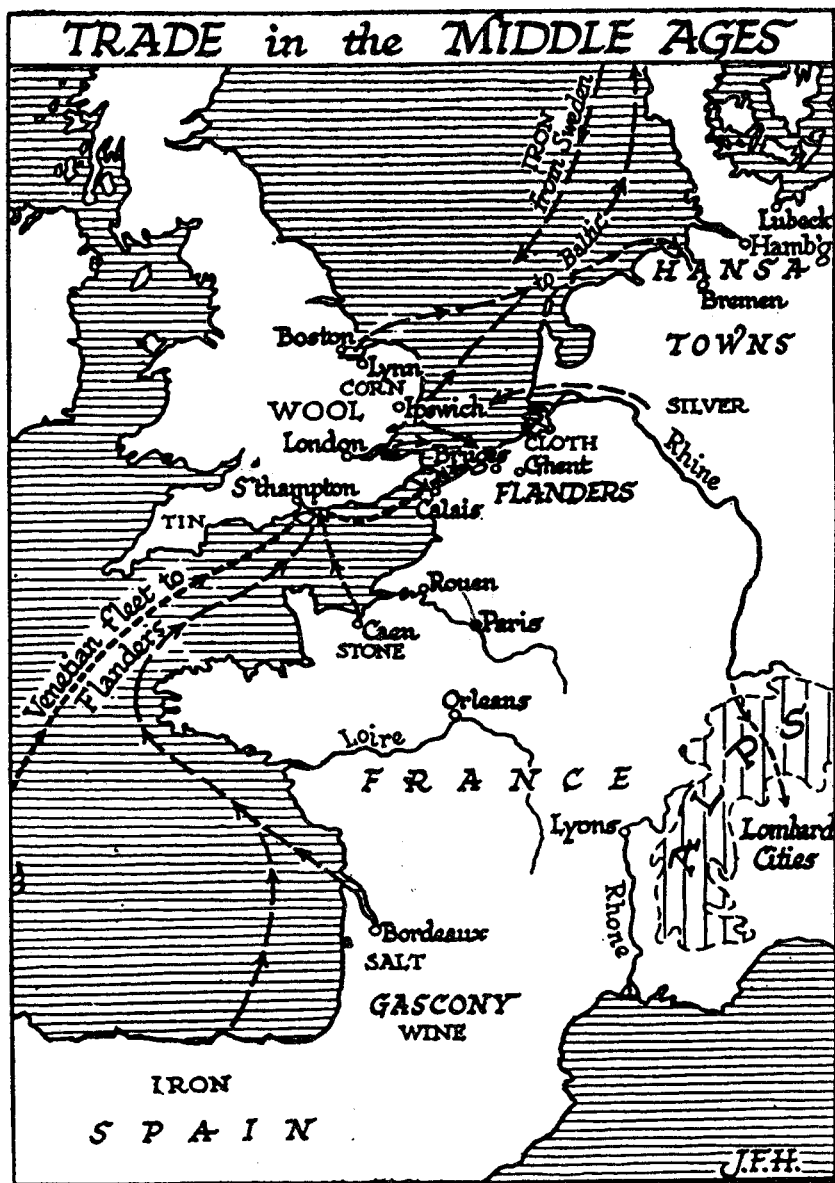 TRADE in the MIDDLE AGES
IRON
from Sweden
to Baltic
Lubeck
Hamb'g
HANSA
Bremen
TOWNS
Boston
Lynn
CORN
WOOL
Ipswich
SILVER
London
Bruges
CLOTH
Ghent
Rhine
FLANDERS
S'thampton
Calais
TIN
Venetian fleet to
Flanders
Rouen
Caen
STONE
Paris
Orleans
Loire
FRANCE
ALPS
Lyons
Lombard
Cities
Rhone
Bordeaux
SALT
GASCONY
WINE
IRON
SPAIN
J.F.H.